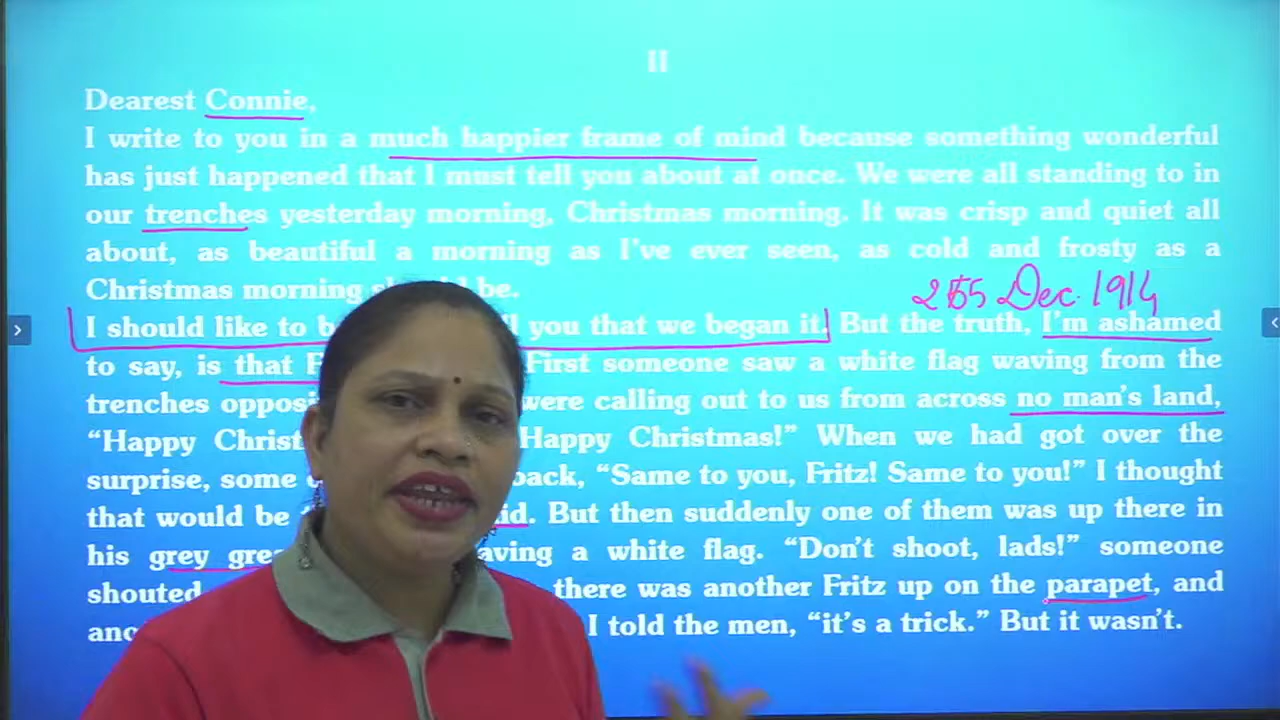 II
Dearest Connie,
I write to you in a much happier frame of mind because something wonderful
has just happened that I must tell you about at once. We were all standing to in
our trenches yesterday morning, Christmas morning. It was crisp and quiet all
about, as beautiful a morning as I've ever seen, as cold and frosty as a
Christmas morning should be.
25 Dec 1914
I should like to b you that we began it. But the truth, I'm ashamed
to say, is that F First someone saw a white flag waving from the
trenches opposi were calling out to us from across no man's land,
“Happy Christ Happy Christmas!” When we had got over the
surprise, some back, “Same to you, Fritz! Same to you!” I thought
that would be . But then suddenly one of them was up there in
his grey gre aving a white flag. “Don't shoot, lads!” someone
shouted there was another Fritz up on the parapet, and
ano I told the men, “it's a trick.” But it wasn't.